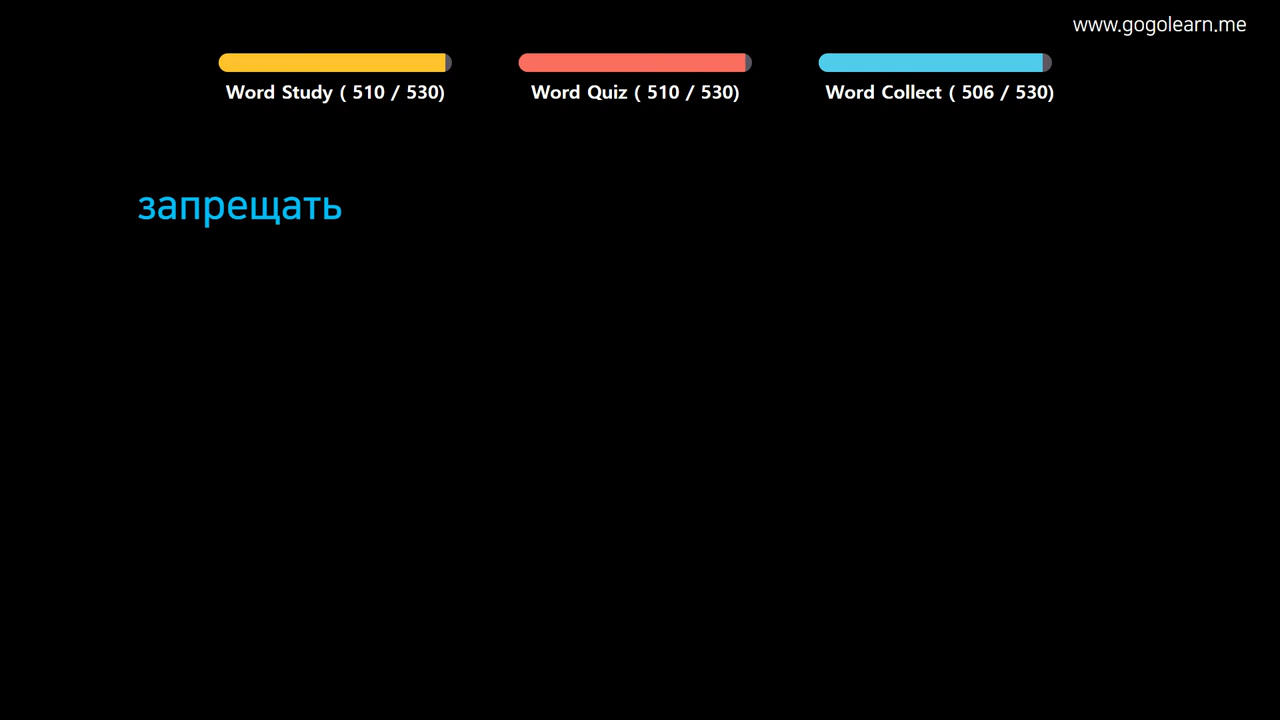 www.gogolearn.me
Word Study ( 510 / 530)
Word Quiz ( 510 / 530)
Word Collect ( 506 / 530)
запрещать